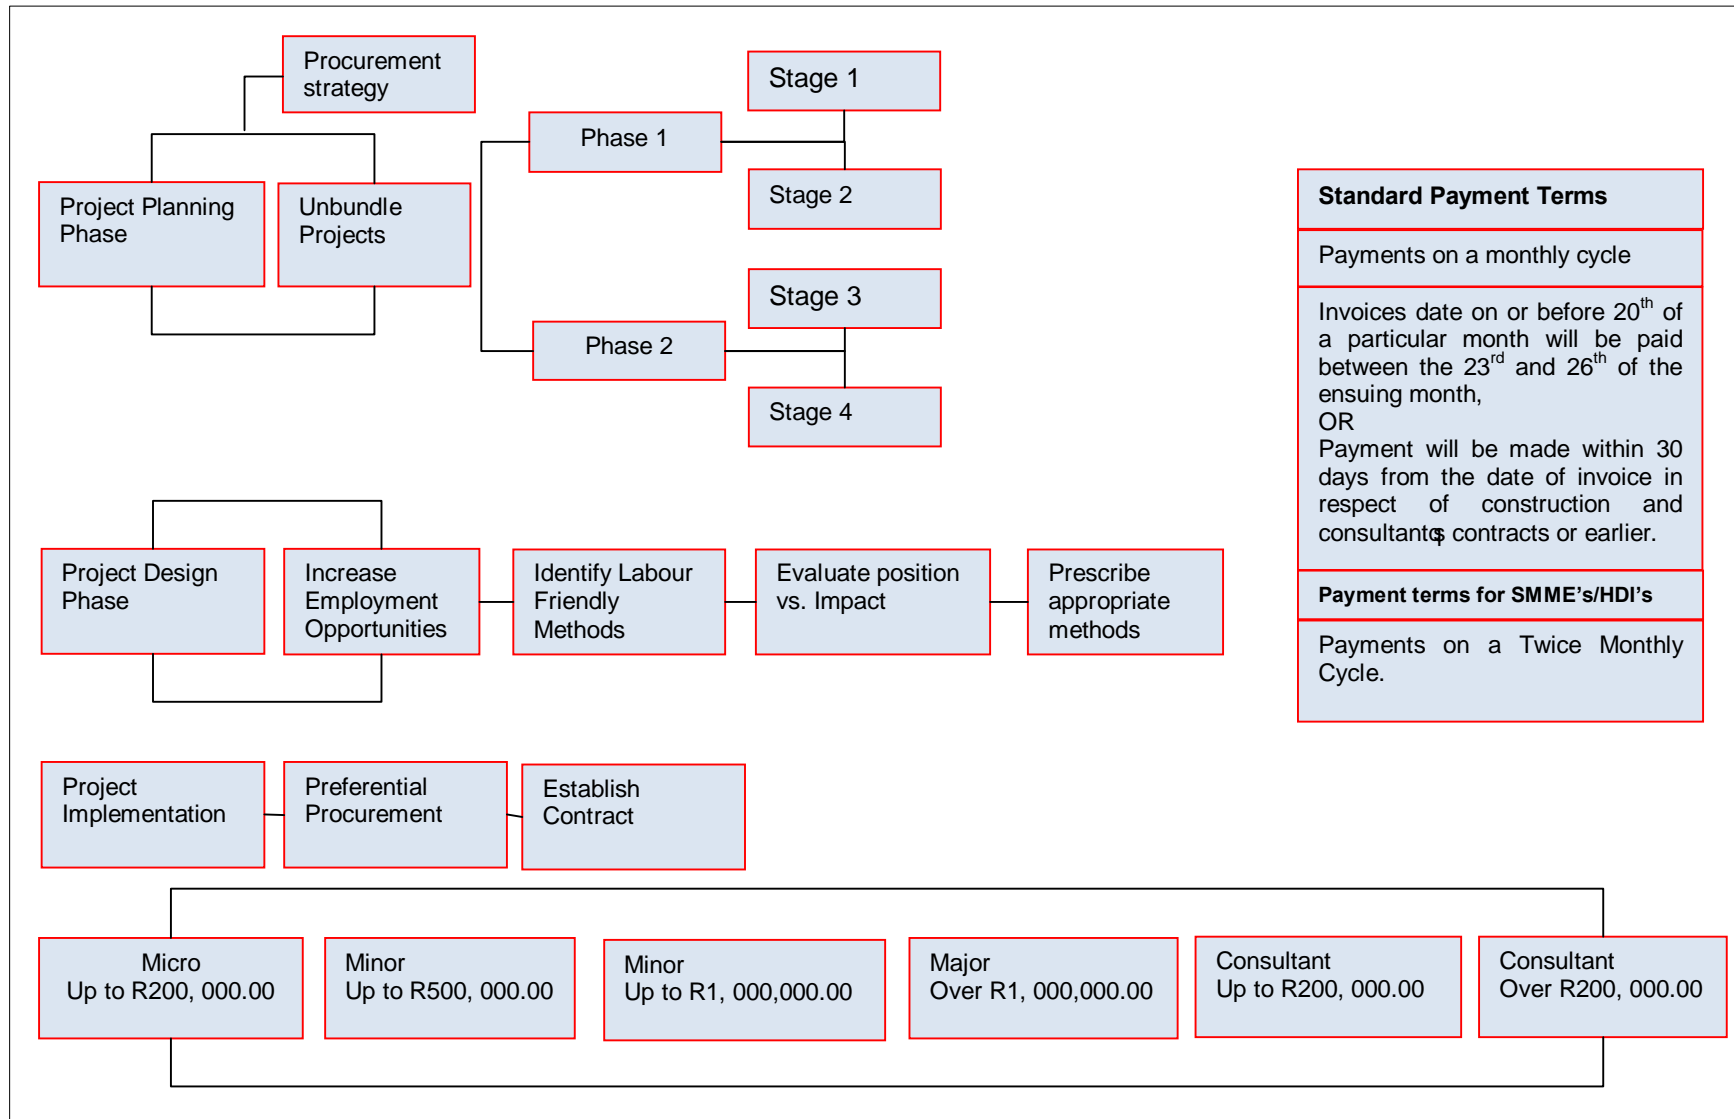 Procurement
strategy
Stage 1
Phase 1
Stage 2
Project Planning
Phase
Unbundle
Projects
Stage 3
Phase 2
Stage 4
Standard Payment Terms
Payments on a monthly cycle
Invoices date on or before 20th of
a particular month will be paid
between the 23rd and 26th of the
ensuing month,
OR
Payment will be made within 30
days from the date of invoice in
respect of construction and
consultantqs contracts or earlier.
Payment terms for SMME's/HDI's
Payments on a Twice Monthly
Cycle.
Project Design
Phase
Increase
Employment
Opportunities
Identify Labour
Friendly
Methods
Evaluate position
vs. Impact
Prescribe
appropriate
methods
Project
Implementation
Preferential
Procurement
Establish
Contract
Micro
Up to R200, 000.00
Minor
Up to R500, 000.00
Minor
Up to R1, 000,000.00
Major
Over R1, 000,000.00
Consultant
Up to R200, 000.00
Consultant
Over R200, 000.00